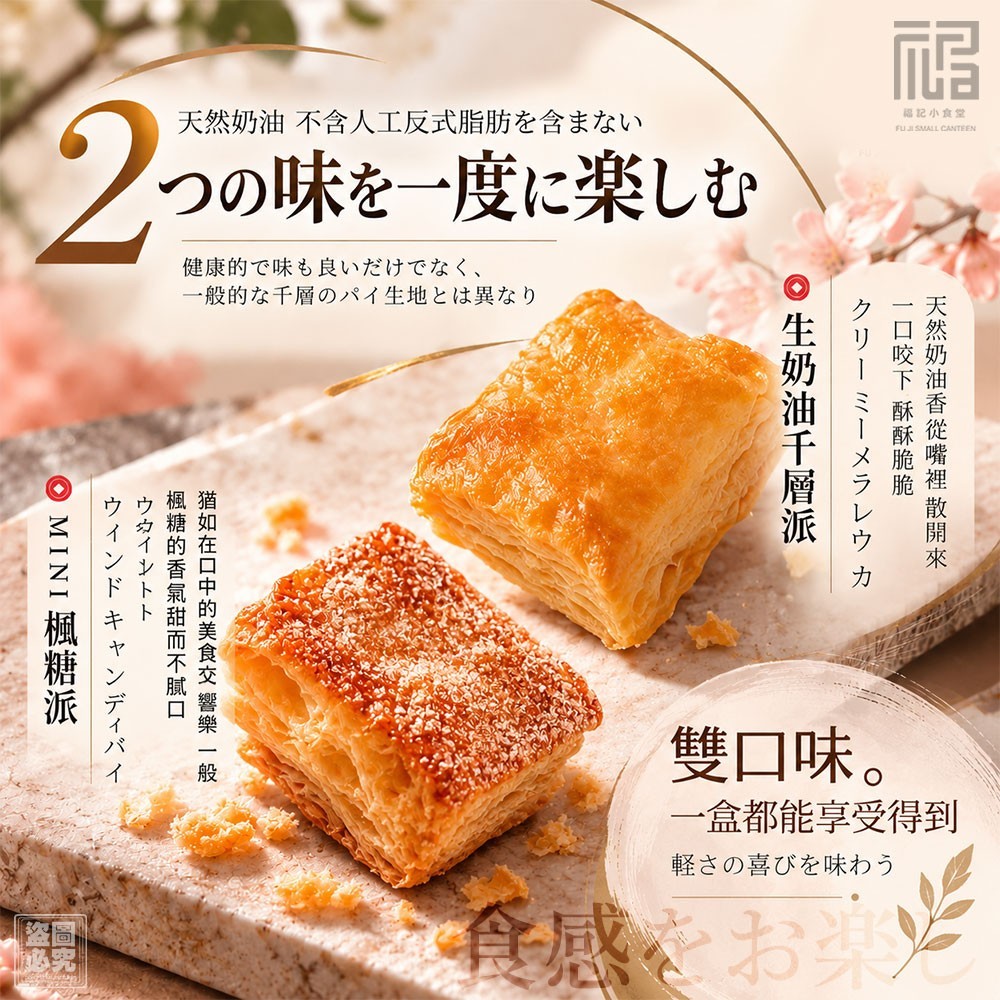 福記小食堂
FU JI SMALL CANTEEN
天然奶油 不含人工反式脂肪を含まない
2つの味を一度に楽しむ
健康的で味も良いだけでなく、
一般的な千層のパイ生地とは異なり
天然奶油香從嘴裡 散開來
一口咬下 酥酥脆脆
クリーミーメラレウカ
生奶油千層派
猶如在口中的美食交響樂一般
楓糖的香氣甜而不膩口
ウィンドキャンディバイ
MINI 楓糖派
雙口味。
一盒都能享受得到
軽さの喜びを味わう
食感をお楽し
盜圖
必究